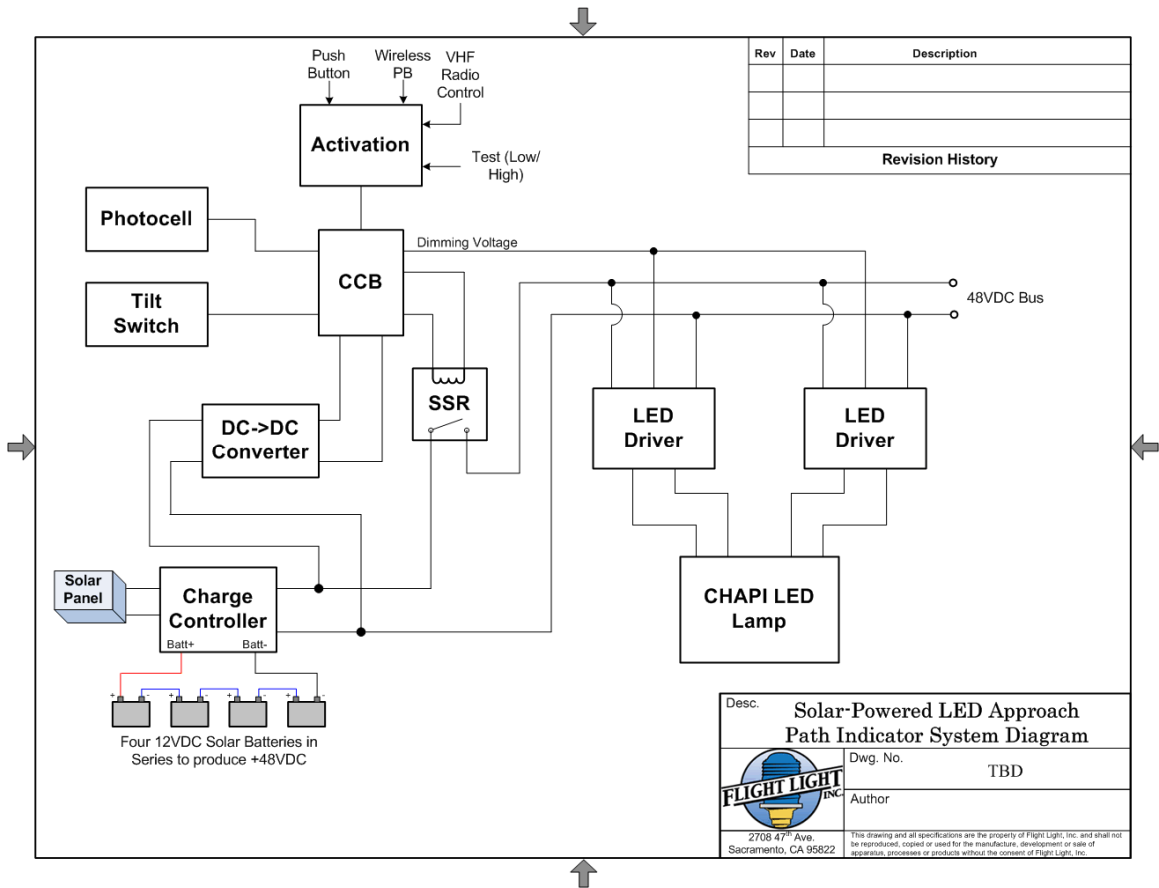 Push
Button
Wireless
PB
VHF
Radio
Control
Rev Date Description
Revision History
Activation
Test (Low/
High)
Photocell
Dimming Voltage
CCB
48VDC Bus
Tilt
Switch
SSR
LED
Driver
LED
Driver
DC->DC
Converter
Solar
Panel
Charge
Controller
Batt+ Batt-
CHAPI LED
Lamp
+ - + - + - + -
Four 12VDC Solar Batteries in
Series to produce +48VDC
Desc.
Solar-Powered LED Approach
Path Indicator System Diagram
FLIGHT LIGHT
INC.
2708 47th Ave.
Sacramento, CA 95822
Dwg. No.
TBD
Author
This drawing and all specifications are the property of Flight Light, Inc. and shall not
be reproduced, copied or used for the manufacture, development or sale of
apparatus, processes or products without the consent of Flight Light, Inc.